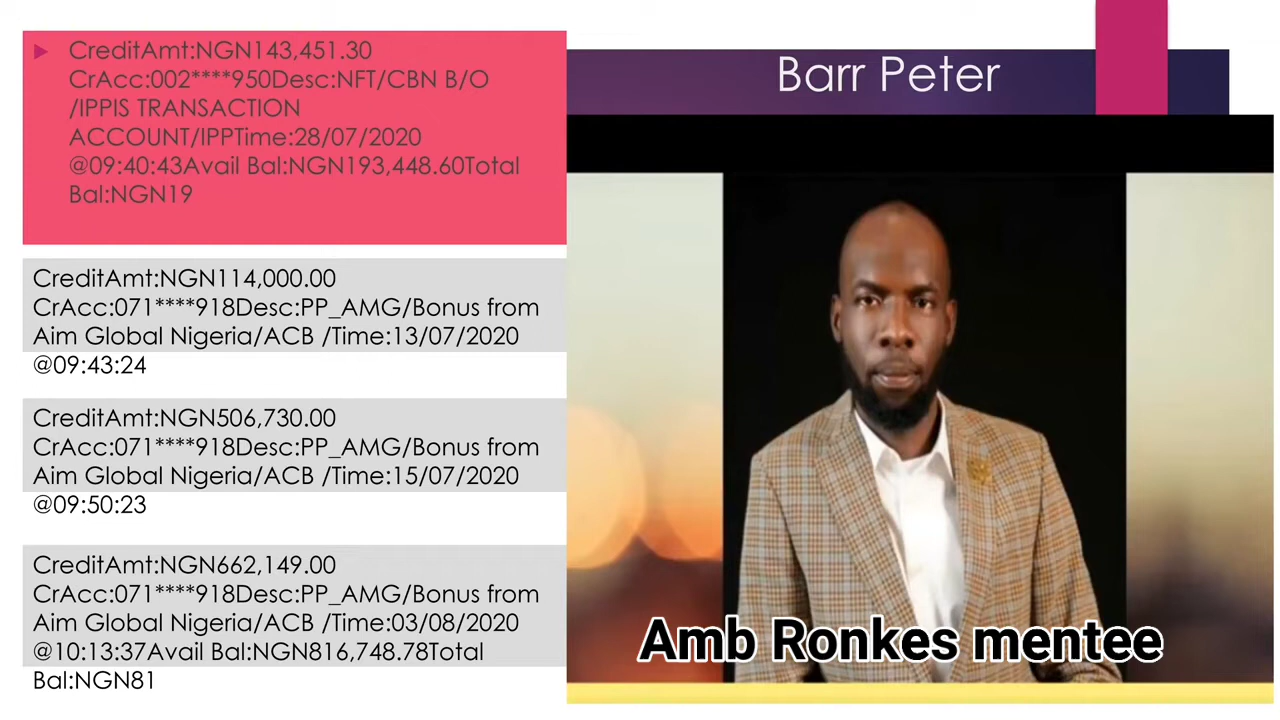 CreditAmt:NGN143,451.30
CrAcc:002****950Desc:NFT/CBN B/O
/IPPIS TRANSACTION
ACCOUNT/IPPTime:28/07/2020
@09:40:43Avail Bal:NGN193,448.60Total
Bal:NGN19
CreditAmt:NGN114,000.00
CrAcc:071****918Desc:PP_AMG/Bonus from
Aim Global Nigeria/ACB /Time:13/07/2020
@09:43:24
CreditAmt:NGN506,730.00
CrAcc:071****918Desc:PP_AMG/Bonus from
Aim Global Nigeria/ACB /Time:15/07/2020
@09:50:23
CreditAmt:NGN662,149.00
CrAcc:071****918Desc:PP_AMG/Bonus from
Aim Global Nigeria/ACB /Time:03/08/2020
@10:13:37Avail Bal:NGN816,748.78Total
Bal:NGN81
Barr Peter
Amb Ronkes mentee